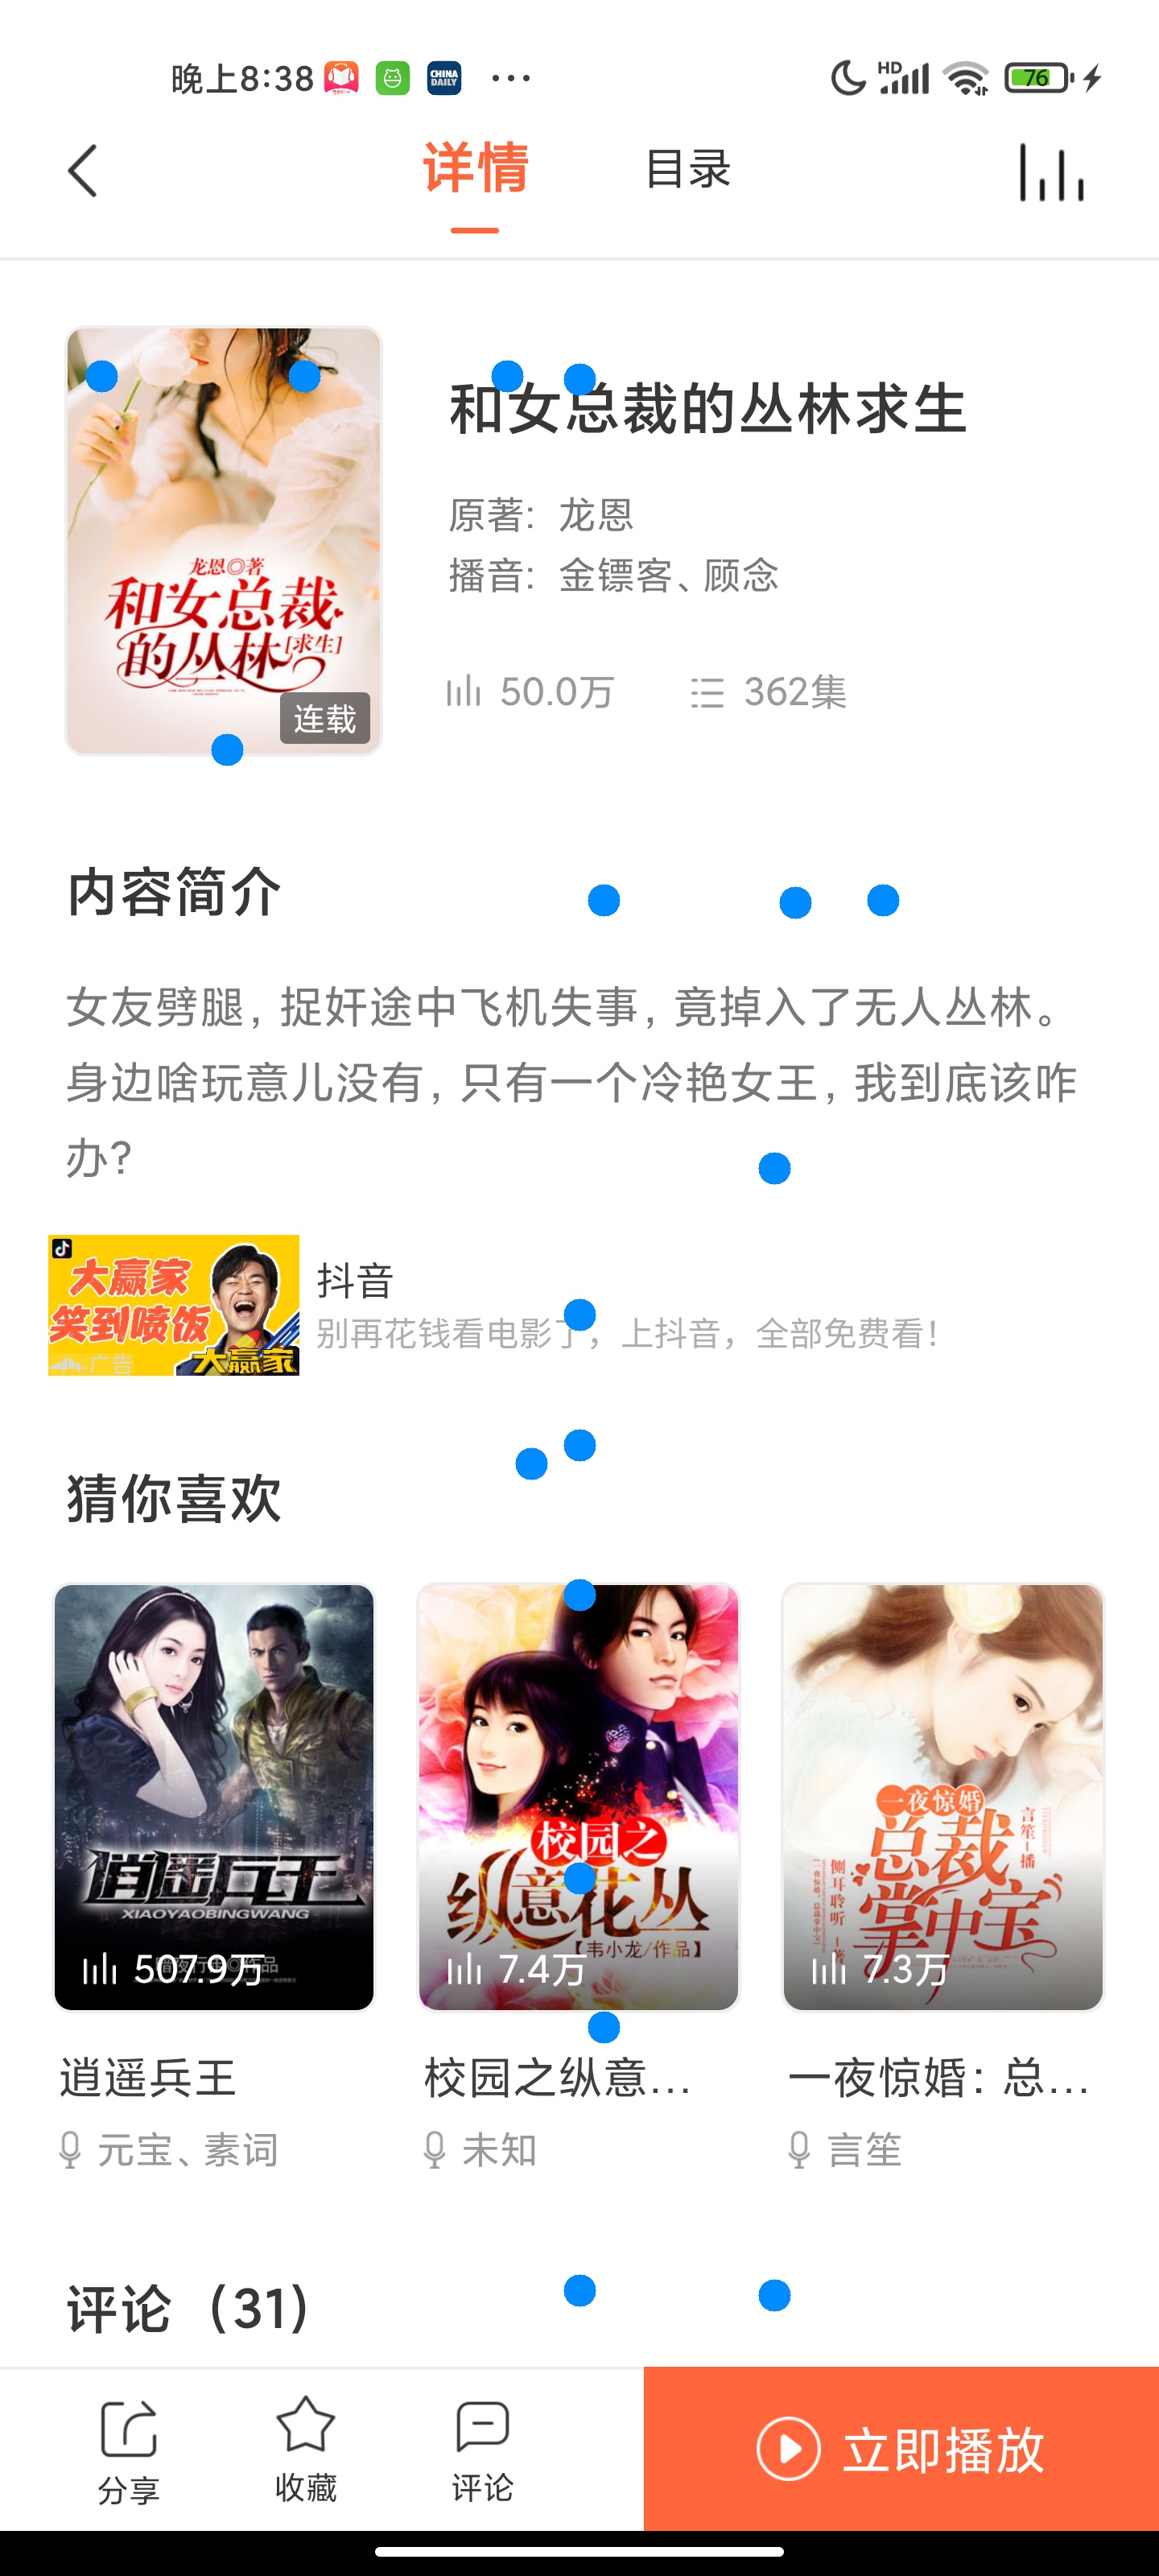 晚上8:38 CHINA DAILY ... HD 76
详情 目录
和女总裁的丛林求生
原著：龙恩
播音：金镖客、顾念
50.0万 362集
龙恩◎著
和女总裁
的丛林[求生]
连载
内容简介
女友劈腿，捉奸途中飞机失事，竟掉入了无人丛林。
身边啥玩意儿没有，只有一个冷艳女王，我到底该咋
办？
大赢家
笑到喷饭
广告
大赢家
抖音
别再花钱看电影了，上抖音，全部免费看！
猜你喜欢
逍遥兵王
XIAOYAOBINGWANG
507.9万
校园之
纵意花丛
【韦小龙/作品】
7.4万
一夜惊婚
总裁
掌中宝
言笙 播
侧耳聆听
7.3万
逍遥兵王 校园之纵意... 一夜惊婚：总...
元宝、素词 未知 言笙
评论（31）
分享 收藏 评论 立即播放